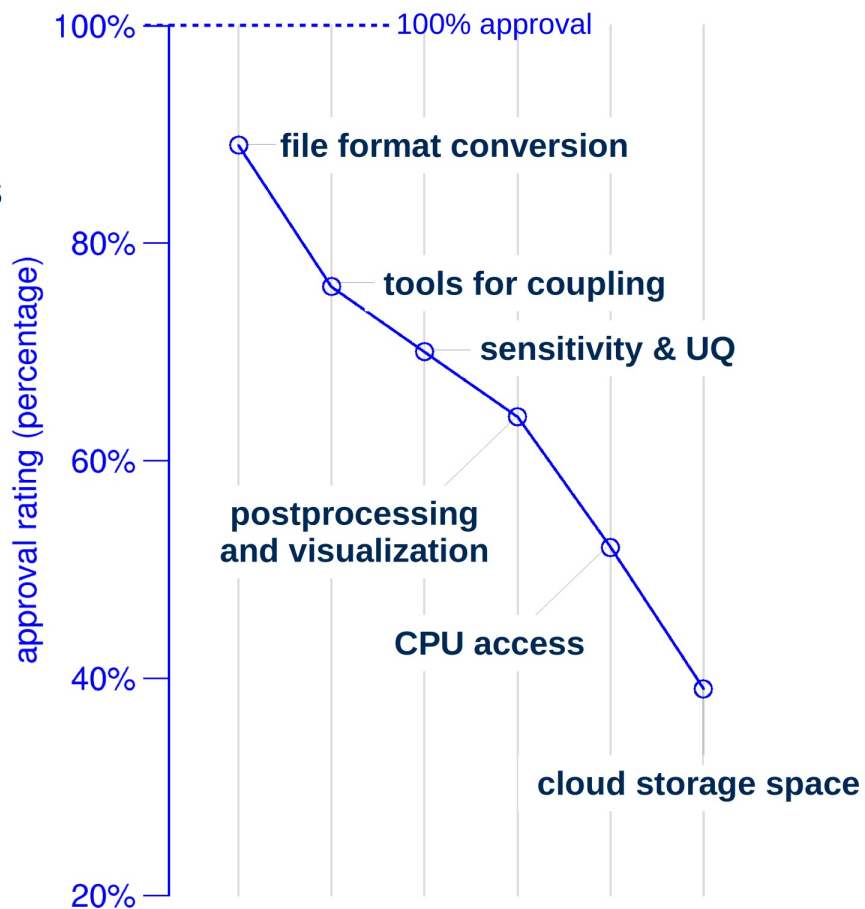 100%
100% approval
file format conversion
80%
tools for coupling
sensitivity & UQ
approval rating (percentage)
60%
postprocessing
and visualization
CPU access
40%
cloud storage space
20%